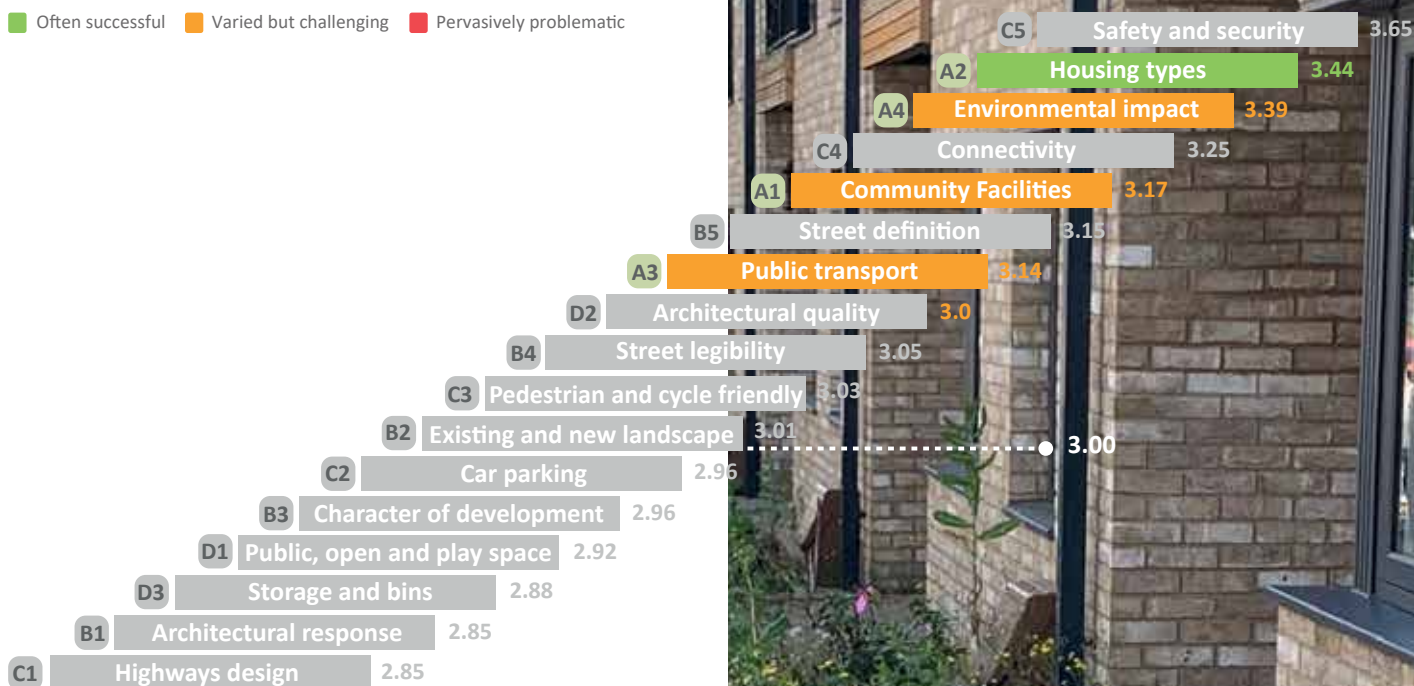 Often successful Varied but challenging Pervasively problematic
C5 Safety and security 3.65
A2 Housing types 3.44
A4 Environmental impact 3.39
C4 Connectivity 3.25
A1 Community Facilities 3.17
B5 Street definition 3.15
A3 Public transport 3.14
D2 Architectural quality 3.0
B4 Street legibility 3.05
C3 Pedestrian and cycle friendly 3.03
B2 Existing and new landscape 3.01
3.00
C2 Car parking 2.96
B3 Character of development 2.96
D1 Public, open and play space 2.92
D3 Storage and bins 2.88
B1 Architectural response 2.85
C1 Highways design 2.85